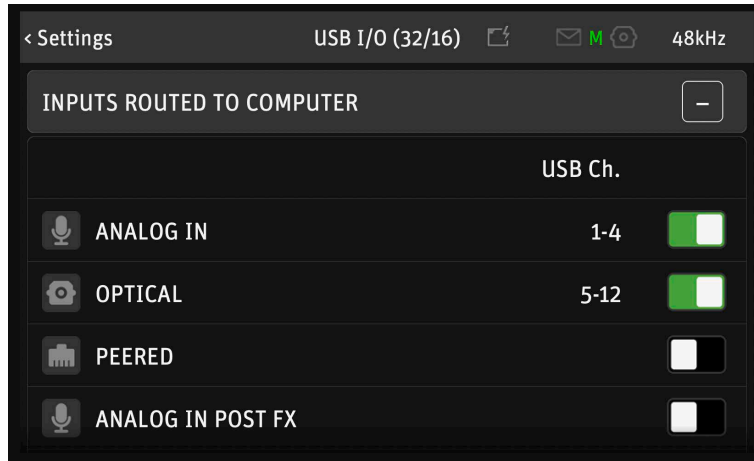 < Settings USB I/O (32/16) M 48kHz
INPUTS ROUTED TO COMPUTER –
USB Ch.
ANALOG IN 1-4
OPTICAL 5-12
PEERED
ANALOG IN POST FX